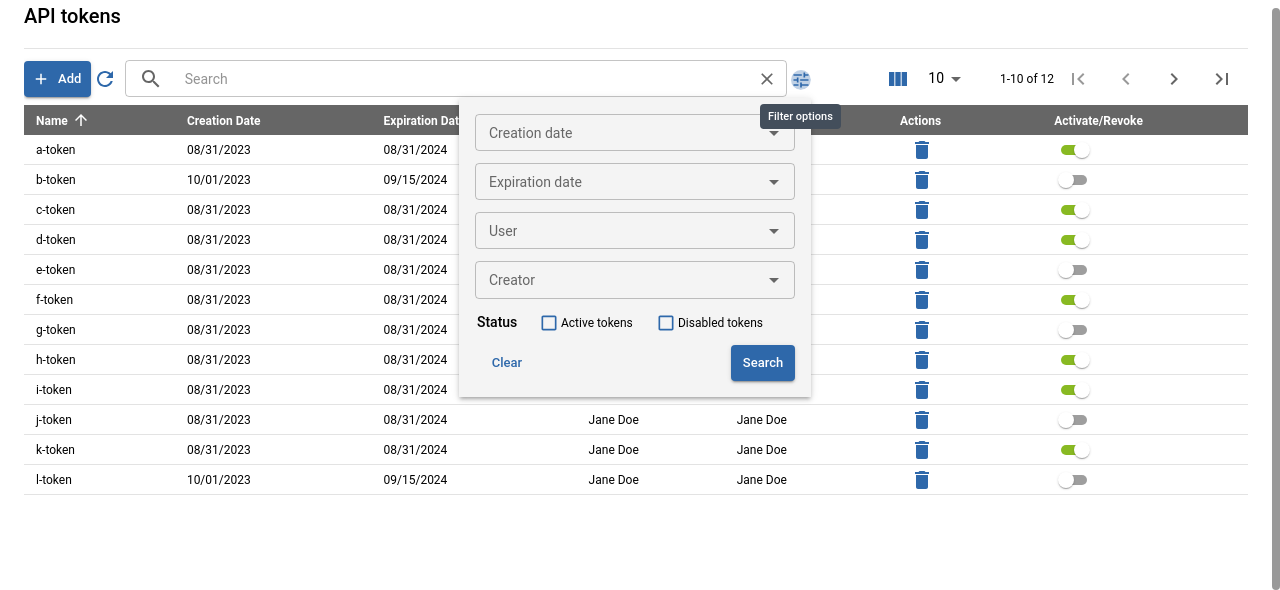 API tokens
Add
Search
10
1-10 of 12
Filter options
Name Creation Date Expiration Dat Actions Activate/Revoke
Creation date
Expiration date
User
Creator
Status Active tokens Disabled tokens
Clear Search
a-token 08/31/2023 08/31/2024
b-token 10/01/2023 09/15/2024
c-token 08/31/2023 08/31/2024
d-token 08/31/2023 08/31/2024
e-token 08/31/2023 08/31/2024
f-token 08/31/2023 08/31/2024
g-token 08/31/2023 08/31/2024
h-token 08/31/2023 08/31/2024
i-token 08/31/2023 08/31/2024
j-token 08/31/2023 08/31/2024 Jane Doe Jane Doe
k-token 08/31/2023 08/31/2024 Jane Doe Jane Doe
l-token 10/01/2023 09/15/2024 Jane Doe Jane Doe